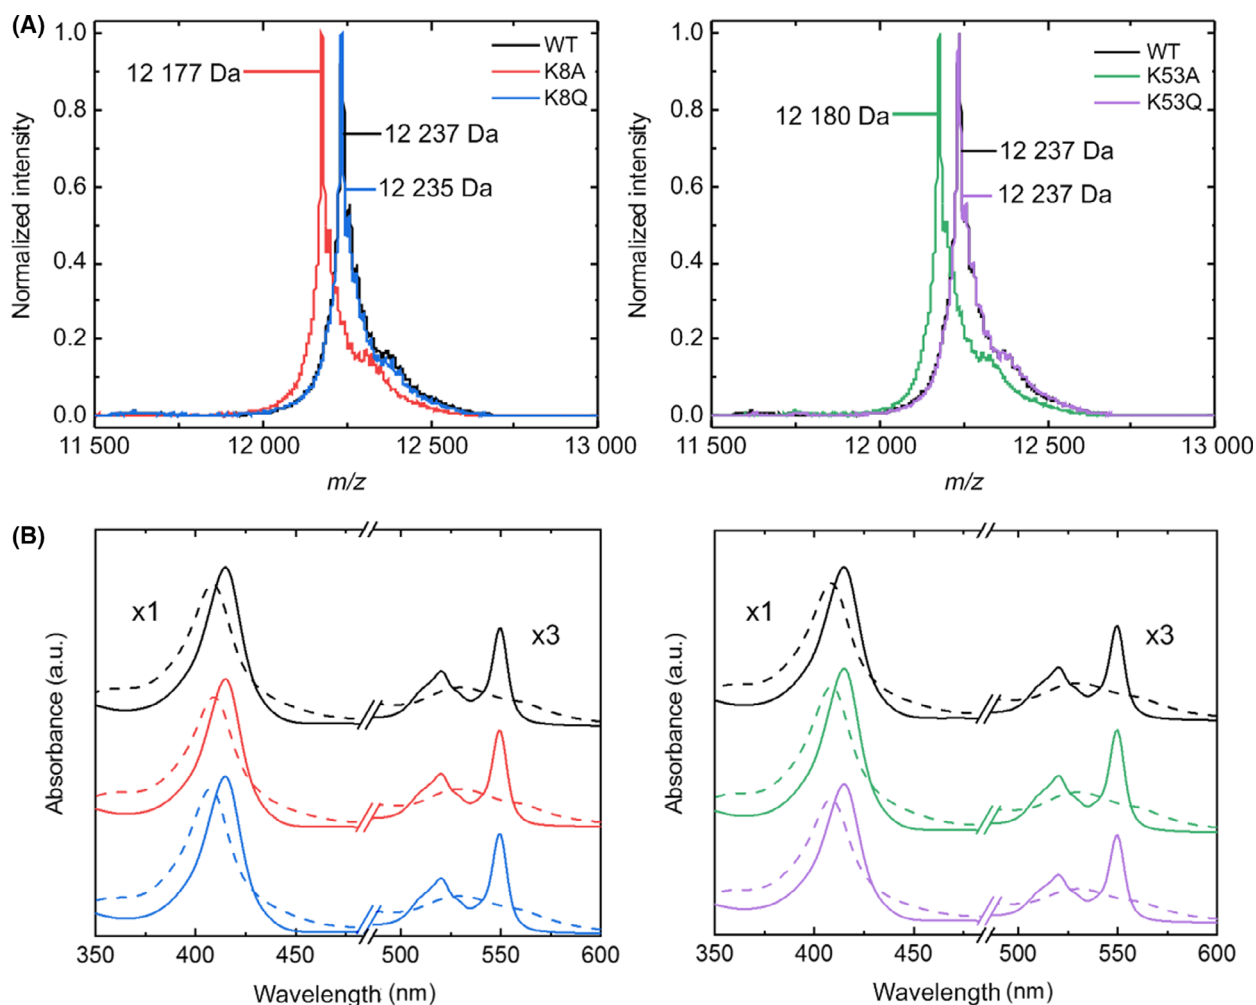 (A)
Normalized intensity
1.0
0.8
0.6
0.4
0.2
0.0
12 177 Da
WT
K8A
K8Q
12 237 Da
12 235 Da
11 500
12 000
12 500
13 000
m/z
Normalized intensity
1.0
0.8
0.6
0.4
0.2
0.0
12 180 Da
WT
K53A
K53Q
12 237 Da
12 237 Da
11 500
12 000
12 500
13 000
m/z
(B)
Absorbance (a.u.)
x1
x3
350
400
450
500
550
600
Wavelength (nm)
Absorbance (a.u.)
x1
x3
350
400
450
500
550
600
Wavelength (nm)